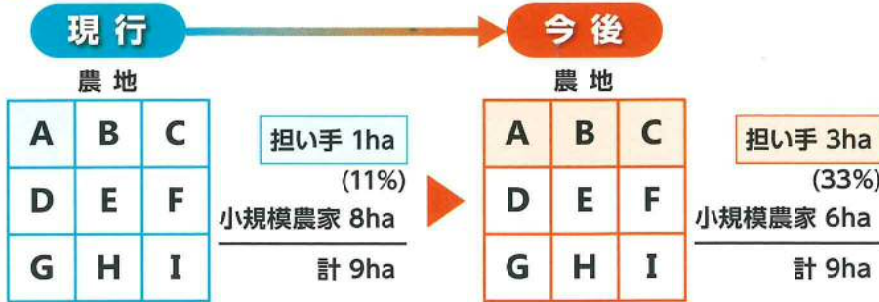 現行
今後
農地
A B C
D E F
G H I
担い手 1ha
(11%)
小規模農家 8ha
計 9ha
農地
A B C
D E F
G H I
担い手 3ha
(33%)
小規模農家 6ha
計 9ha